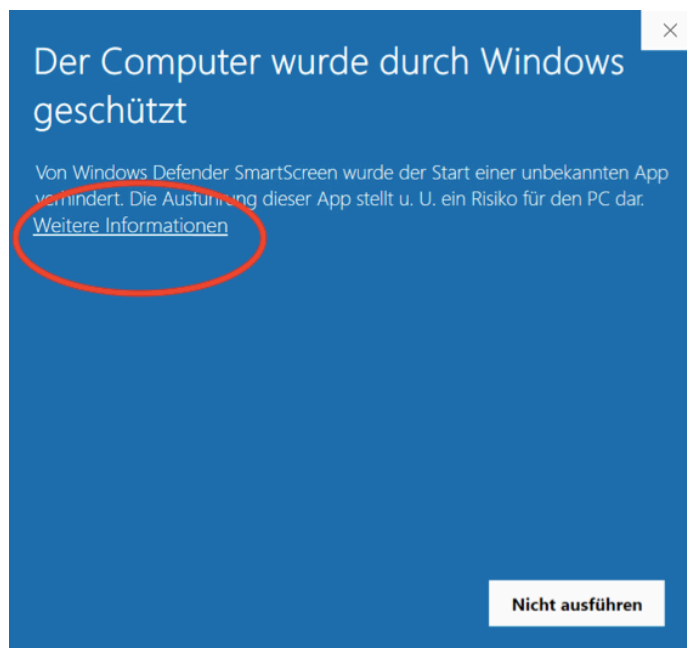 Der Computer wurde durch Windows
geschützt
Von Windows Defender SmartScreen wurde der Start einer unbekannten App
verhindert. Die Ausführung dieser App stellt u. U. ein Risiko für den PC dar.
Weitere Informationen
Nicht ausführen